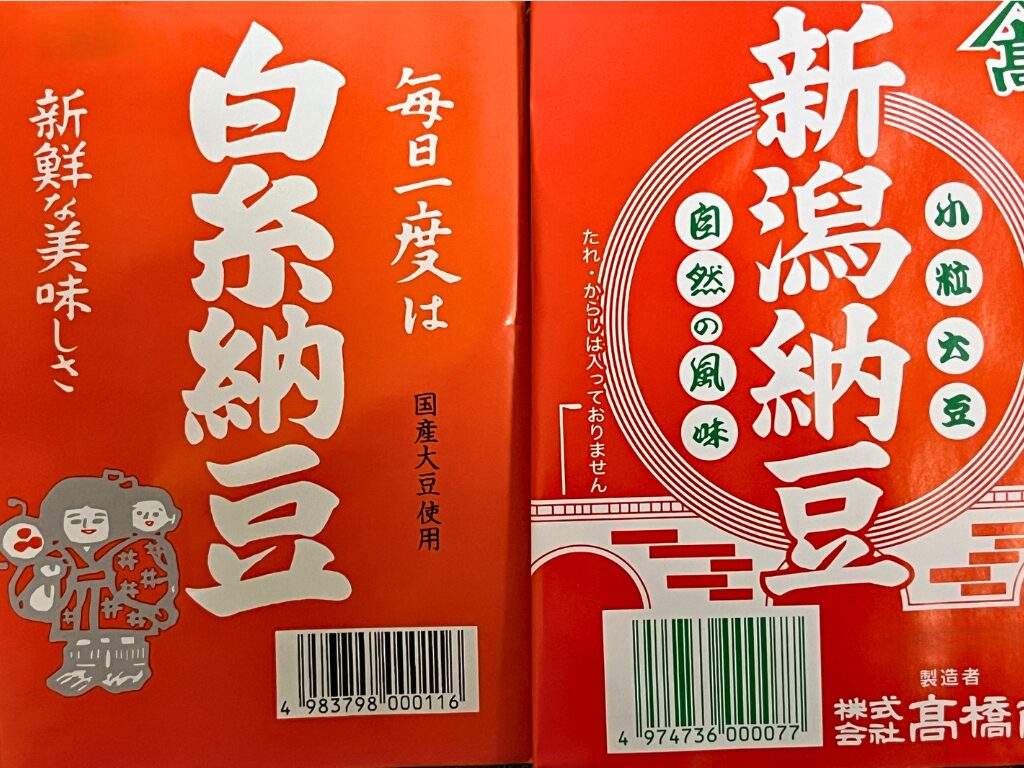 毎日一度は
白糸納豆
新鮮な美味しさ
国産大豆使用
4 983798 000116
新潟納豆
小粒大豆
自然の風味
たれ・からしは入っておりません
製造者
株式会社髙橋
4 974736 000077